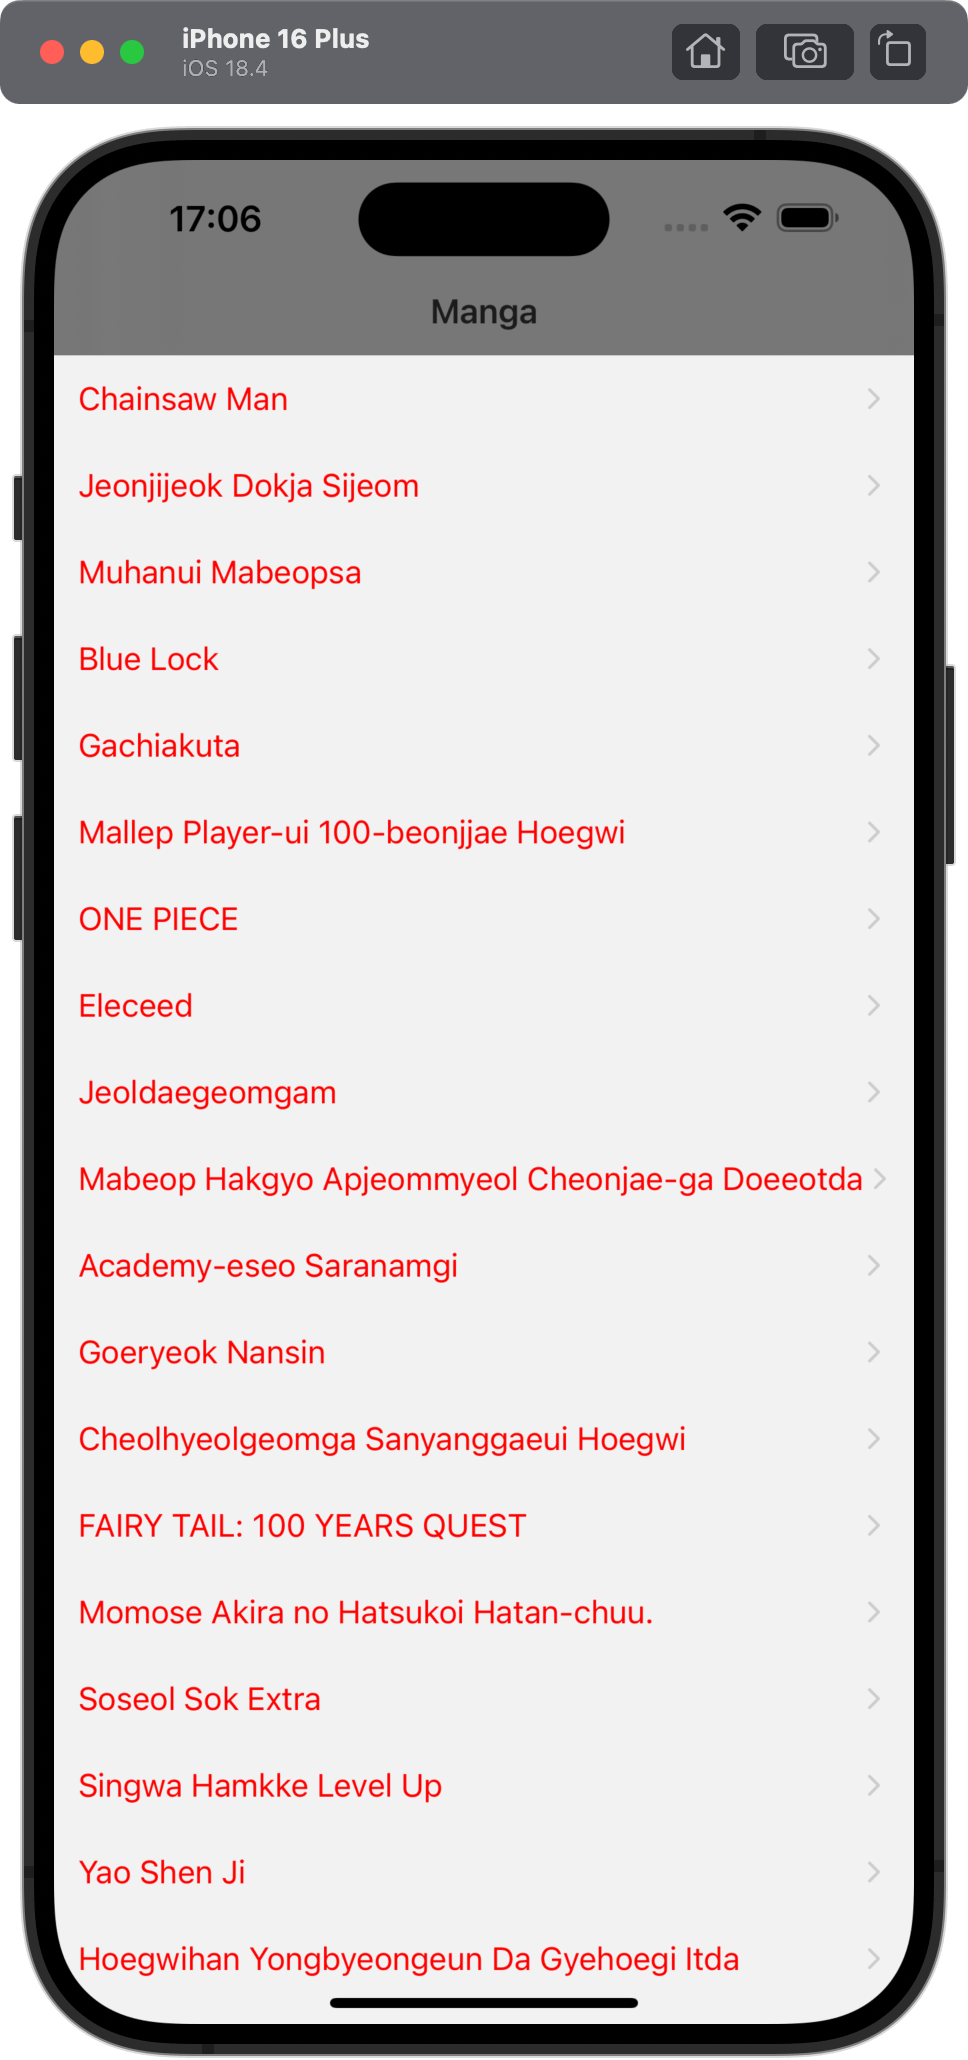 iPhone 16 Plus
iOS 18.4
17:06
Manga
Chainsaw Man
Jeonjijeok Dokja Sijeom
Muhanui Mabeopsa
Blue Lock
Gachiakuta
Mallep Player-ui 100-beonjjae Hoegwi
ONE PIECE
Eleceed
Jeoldaegeomgam
Mabeop Hakgyo Apjeommyeol Cheonjae-ga Doeeotda
Academy-eseo Saranamgi
Goeryeok Nansin
Cheolhyeolgeomga Sanyanggaeui Hoegwi
FAIRY TAIL: 100 YEARS QUEST
Momose Akira no Hatsukoi Hatan-chuu.
Soseol Sok Extra
Singwa Hamkke Level Up
Yao Shen Ji
Hoegwihan Yongbyeongeun Da Gyehoegi Itda